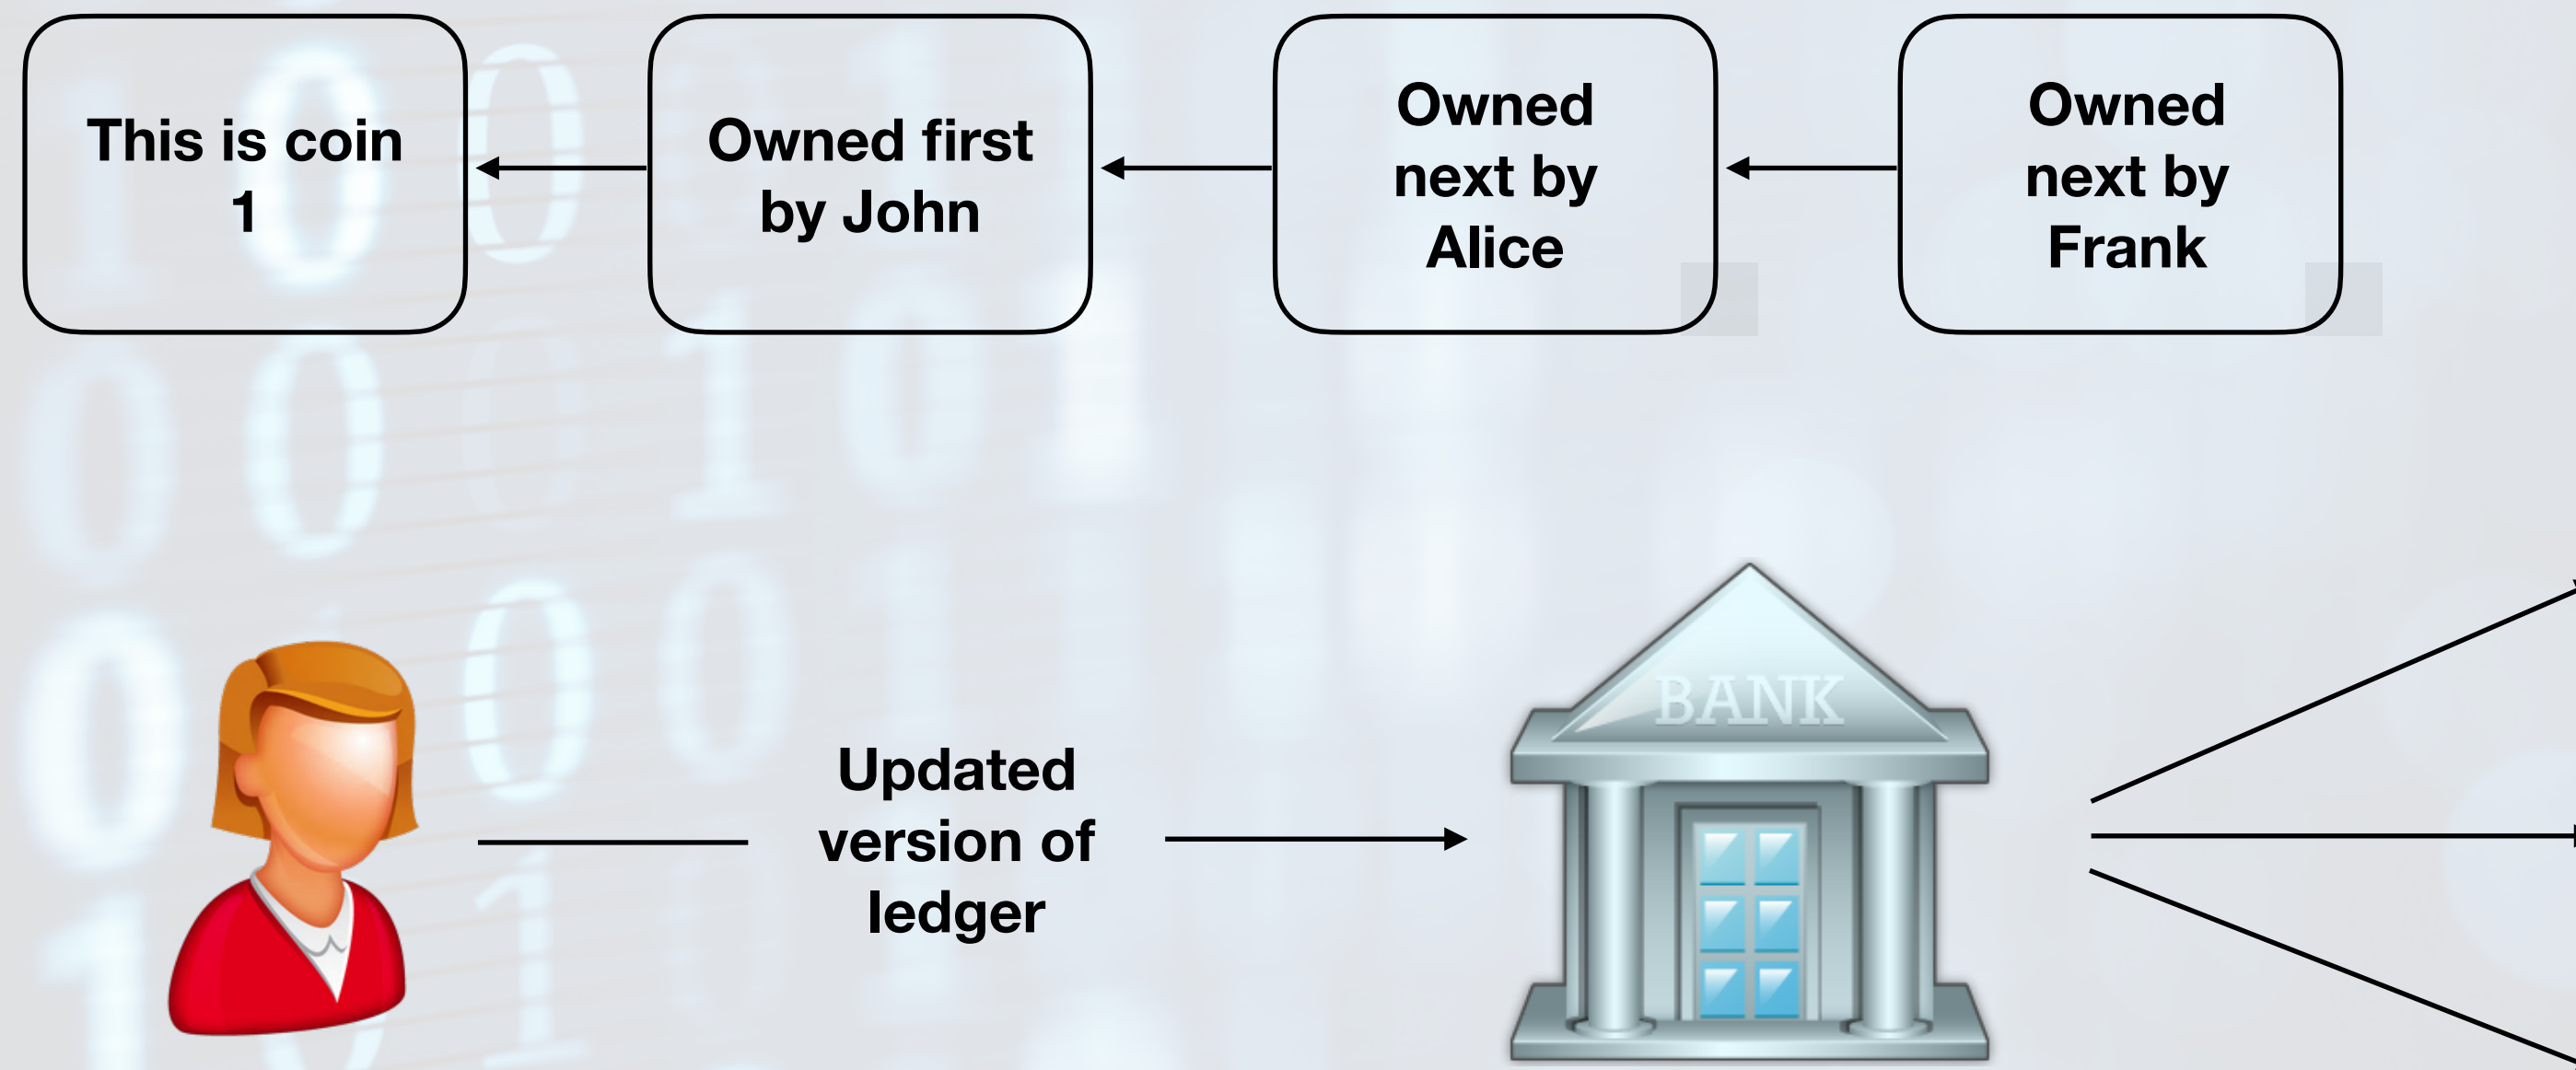 This is coin
1
Owned first
by John
Owned
next by
Alice
Owned
next by
Frank
BANK
Updated
version of
ledger